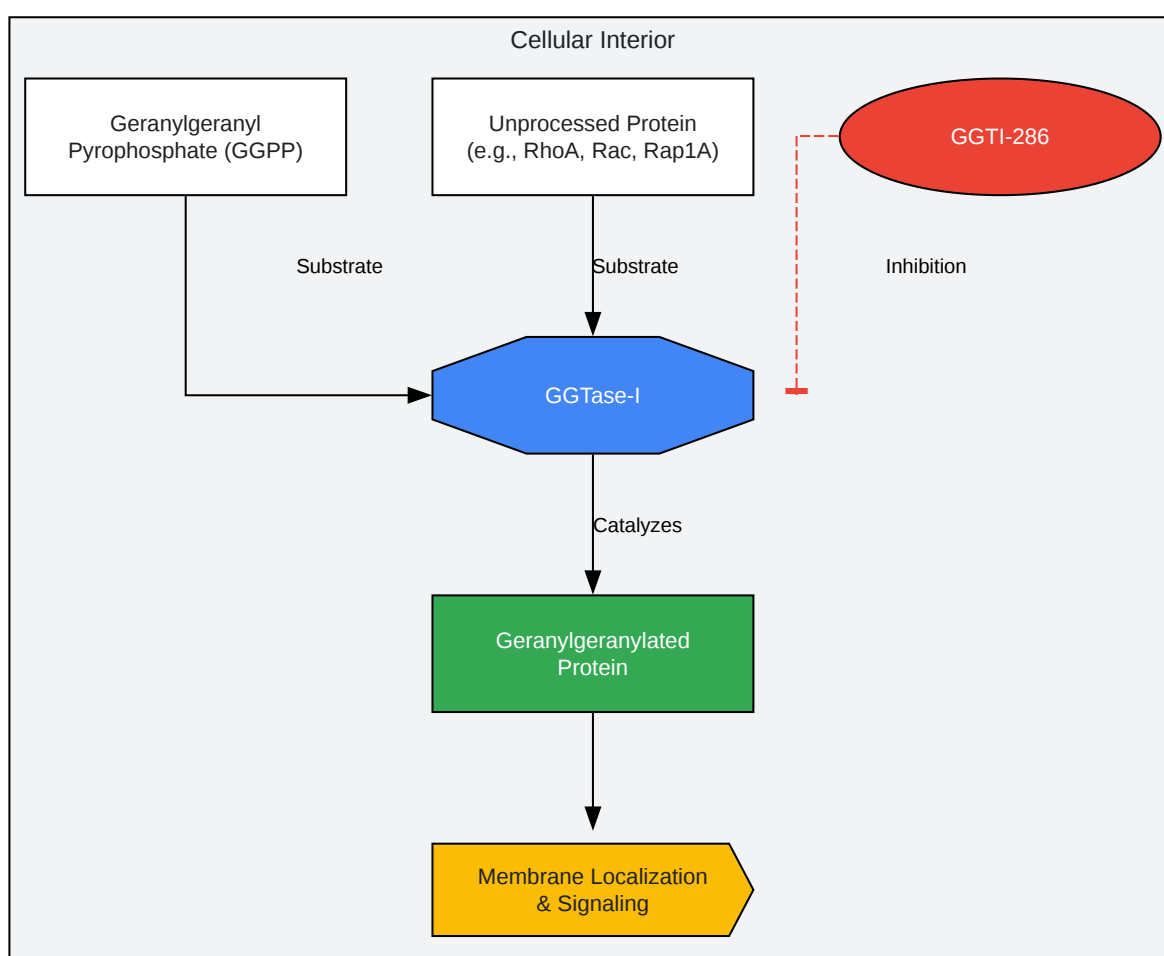 Cellular Interior
Geranylgeranyl
Pyrophosphate (GGPP)
Unprocessed Protein
(e.g., RhoA, Rac, Rap1A)
GGTI-286
Substrate
Substrate
Inhibition
GGTase-I
Catalyzes
Geranylgeranylated
Protein
Membrane Localization
& Signaling